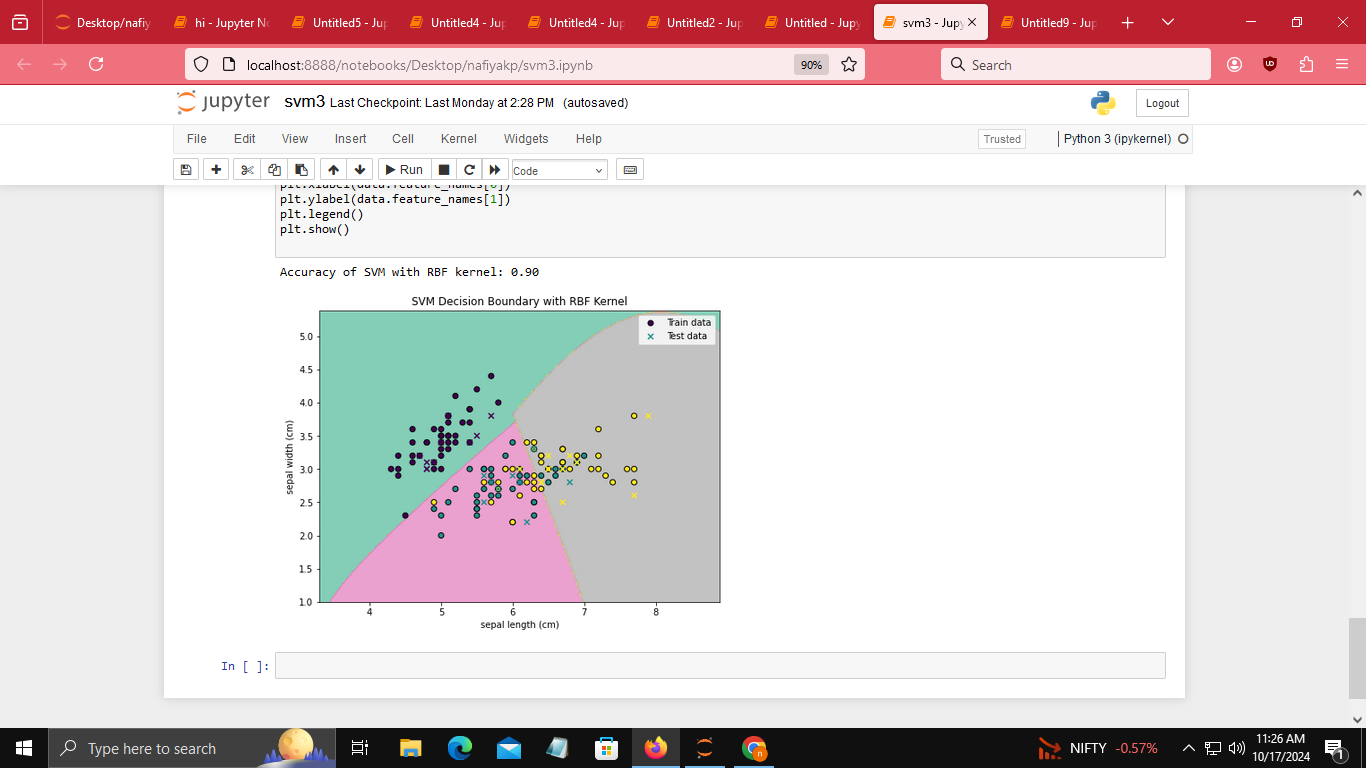 Desktop/nafiy
hi - Jupyter No
Untitled5 - Jup
Untitled4 - Jup
Untitled4 - Jup
Untitled2 - Jup
Untitled - Jupy
svm3 - Jupy
Untitled9 - Jup
localhost:8888/notebooks/Desktop/nafiyakp/svm3.ipynb
90%
Search
jupyter svm3 Last Checkpoint: Last Monday at 2:28 PM (autosaved)
Logout
File Edit View Insert Cell Kernel Widgets Help
Trusted
Python 3 (ipykernel)
Run
Code
plt.xlabel(data.feature_names[0])
plt.ylabel(data.feature_names[1])
plt.legend()
plt.show()
Accuracy of SVM with RBF kernel: 0.90
SVM Decision Boundary with RBF Kernel
Train data
Test data
5.0
4.5
4.0
3.5
3.0
2.5
2.0
1.5
1.0
sepal width (cm)
4 5 6 7 8
sepal length (cm)
In [ ]:
Type here to search
n
NIFTY -0.57%
11:26 AM
10/17/2024
1